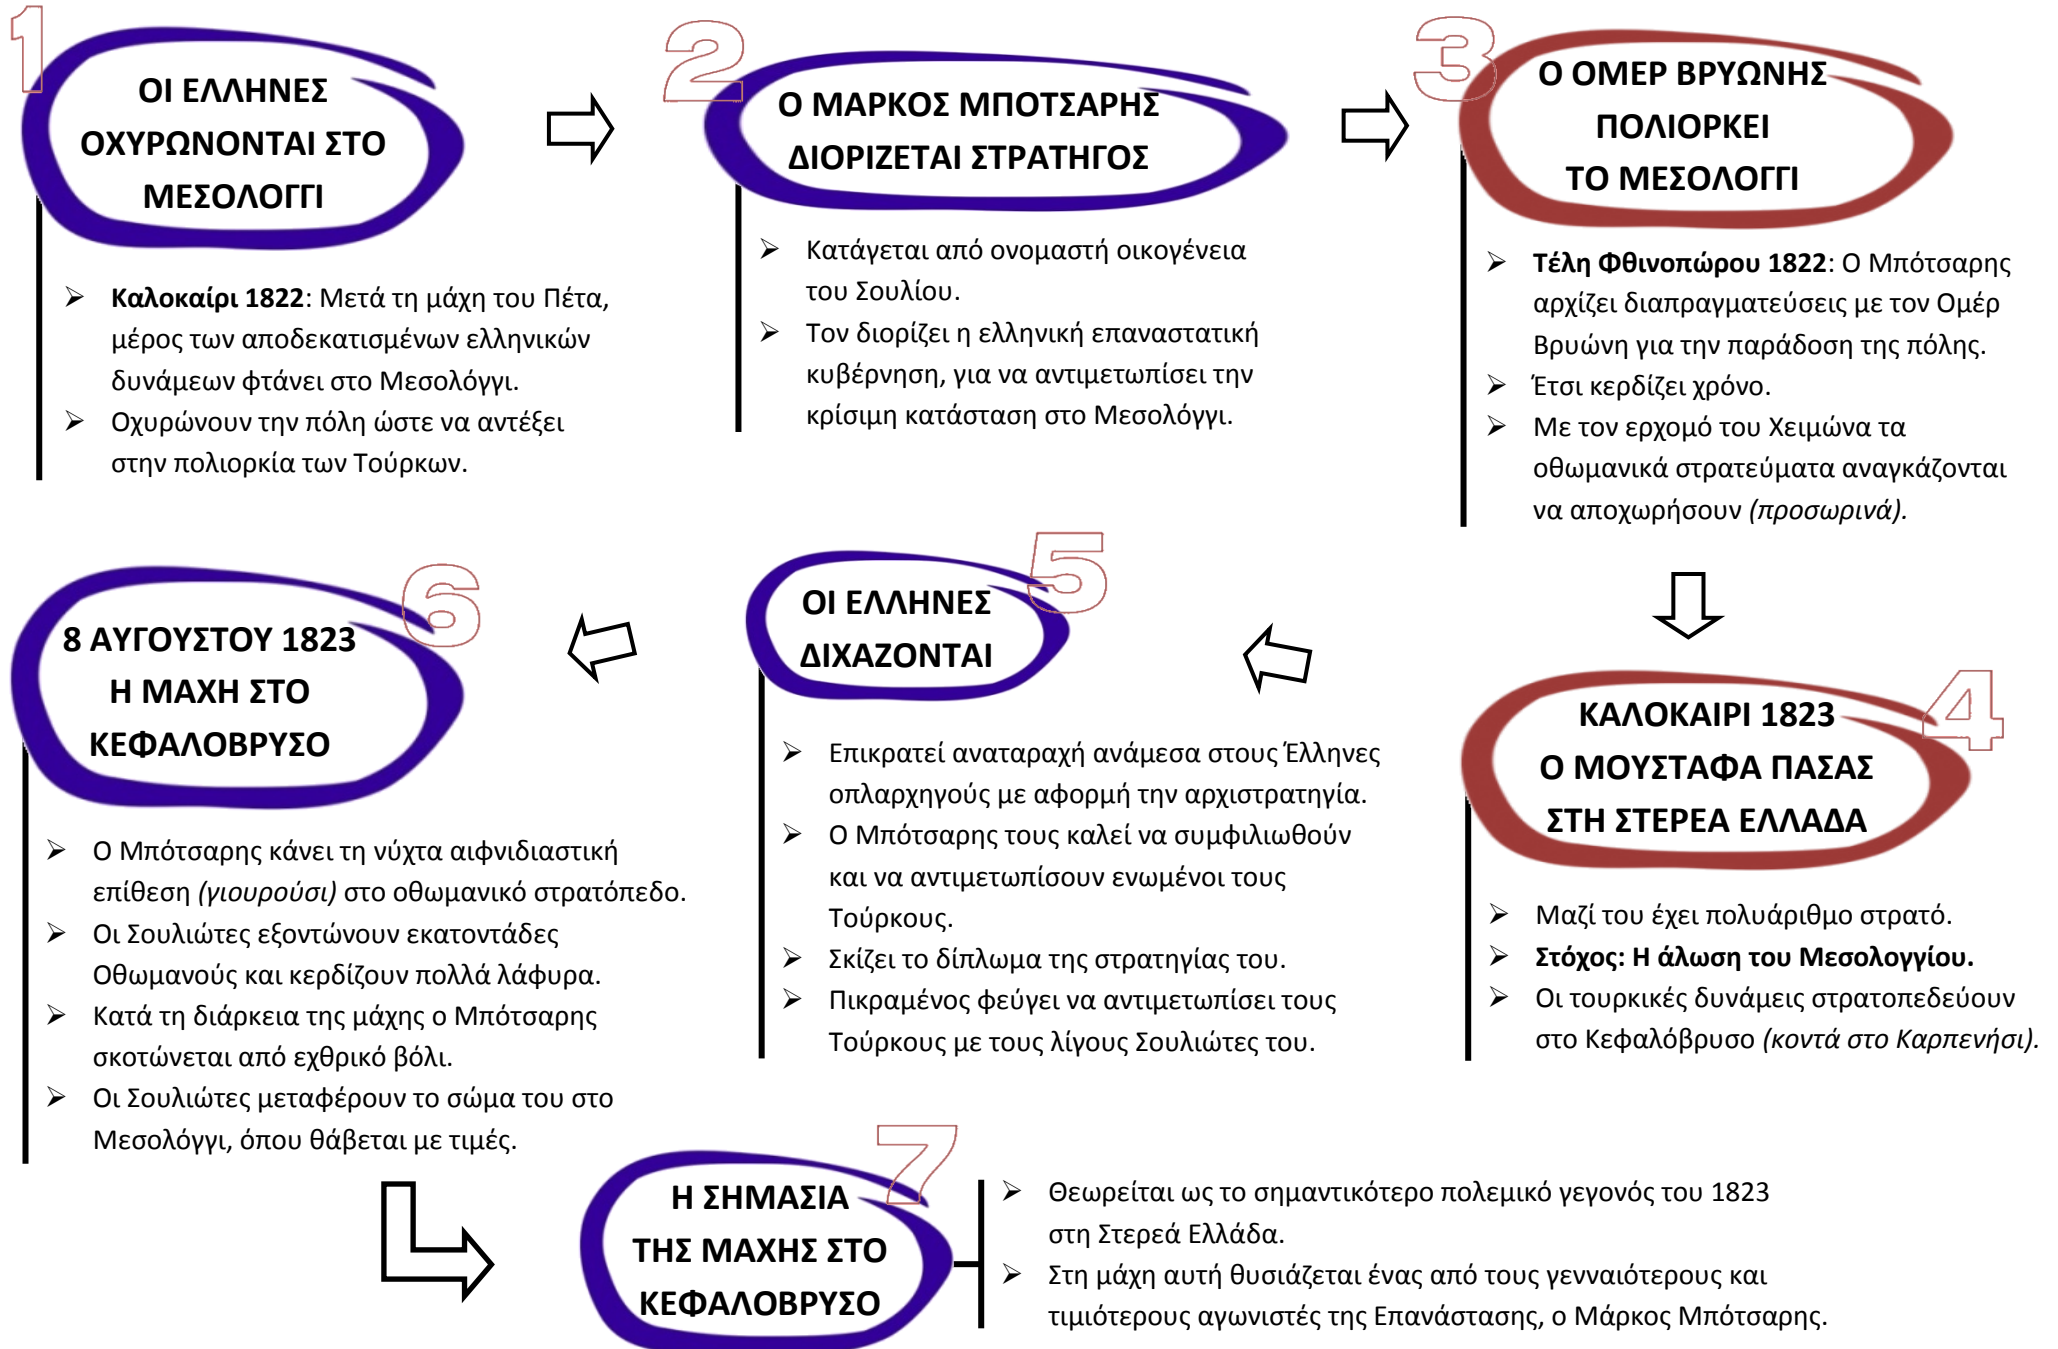 1
ΟΙ ΕΛΛΗΝΕΣ
ΟΧΥΡΩΝΟΝΤΑΙ ΣΤΟ
ΜΕΣΟΛΟΓΓΙ
➢ Καλοκαίρι 1822: Μετά τη μάχη του Πέτα,
μέρος των αποδεκατισμένων ελληνικών
δυνάμεων φτάνει στο Μεσολόγγι.
➢ Οχυρώνουν την πόλη ώστε να αντέξει
στην πολιορκία των Τούρκων.
2
Ο ΜΑΡΚΟΣ ΜΠΟΤΣΑΡΗΣ
ΔΙΟΡΙΖΕΤΑΙ ΣΤΡΑΤΗΓΟΣ
➢ Κατάγεται από ονομαστή οικογένεια
του Σουλίου.
➢ Τον διορίζει η ελληνική επαναστατική
κυβέρνηση, για να αντιμετωπίσει την
κρίσιμη κατάσταση στο Μεσολόγγι.
3
Ο ΟΜΕΡ ΒΡΥΩΝΗΣ
ΠΟΛΙΟΡΚΕΙ
ΤΟ ΜΕΣΟΛΟΓΓΙ
➢ Τέλη Φθινοπώρου 1822: Ο Μπότσαρης
αρχίζει διαπραγματεύσεις με τον Ομέρ
Βρυώνη για την παράδοση της πόλης.
➢ Έτσι κερδίζει χρόνο.
➢ Με τον ερχομό του Χειμώνα τα
οθωμανικά στρατεύματα αναγκάζονται
να αποχωρήσουν (προσωρινά).
4
ΚΑΛΟΚΑΙΡΙ 1823
Ο ΜΟΥΣΤΑΦΑ ΠΑΣΑΣ
ΣΤΗ ΣΤΕΡΕΑ ΕΛΛΑΔΑ
➢ Μαζί του έχει πολυάριθμο στρατό.
➢ Στόχος: Η άλωση του Μεσολογγίου.
➢ Οι τουρκικές δυνάμεις στρατοπεδεύουν
στο Κεφαλόβρυσο (κοντά στο Καρπενήσι).
5
ΟΙ ΕΛΛΗΝΕΣ
ΔΙΧΑΖΟΝΤΑΙ
➢ Επικρατεί αναταραχή ανάμεσα στους Έλληνες
οπλαρχηγούς με αφορμή την αρχιστρατηγία.
➢ Ο Μπότσαρης τους καλεί να συμφιλιωθούν
και να αντιμετωπίσουν ενωμένοι τους
Τούρκους.
➢ Σκίζει το δίπλωμα της στρατηγίας του.
➢ Πικραμένος φεύγει να αντιμετωπίσει τους
Τούρκους με τους λίγους Σουλιώτες του.
6
8 ΑΥΓΟΥΣΤΟΥ 1823
Η ΜΑΧΗ ΣΤΟ
ΚΕΦΑΛΟΒΡΥΣΟ
➢ Ο Μπότσαρης κάνει τη νύχτα αιφνιδιαστική
επίθεση (γιουρούσι) στο οθωμανικό στρατόπεδο.
➢ Οι Σουλιώτες εξοντώνουν εκατοντάδες
Οθωμανούς και κερδίζουν πολλά λάφυρα.
➢ Κατά τη διάρκεια της μάχης ο Μπότσαρης
σκοτώνεται από εχθρικό βόλι.
➢ Οι Σουλιώτες μεταφέρουν το σώμα του στο
Μεσολόγγι, όπου θάβεται με τιμές.
7
Η ΣΗΜΑΣΙΑ
ΤΗΣ ΜΑΧΗΣ ΣΤΟ
ΚΕΦΑΛΟΒΡΥΣΟ
➢ Θεωρείται ως το σημαντικότερο πολεμικό γεγονός του 1823
στη Στερεά Ελλάδα.
➢ Στη μάχη αυτή θυσιάζεται ένας από τους γενναιότερους και
τιμιότερους αγωνιστές της Επανάστασης, ο Μάρκος Μπότσαρης.